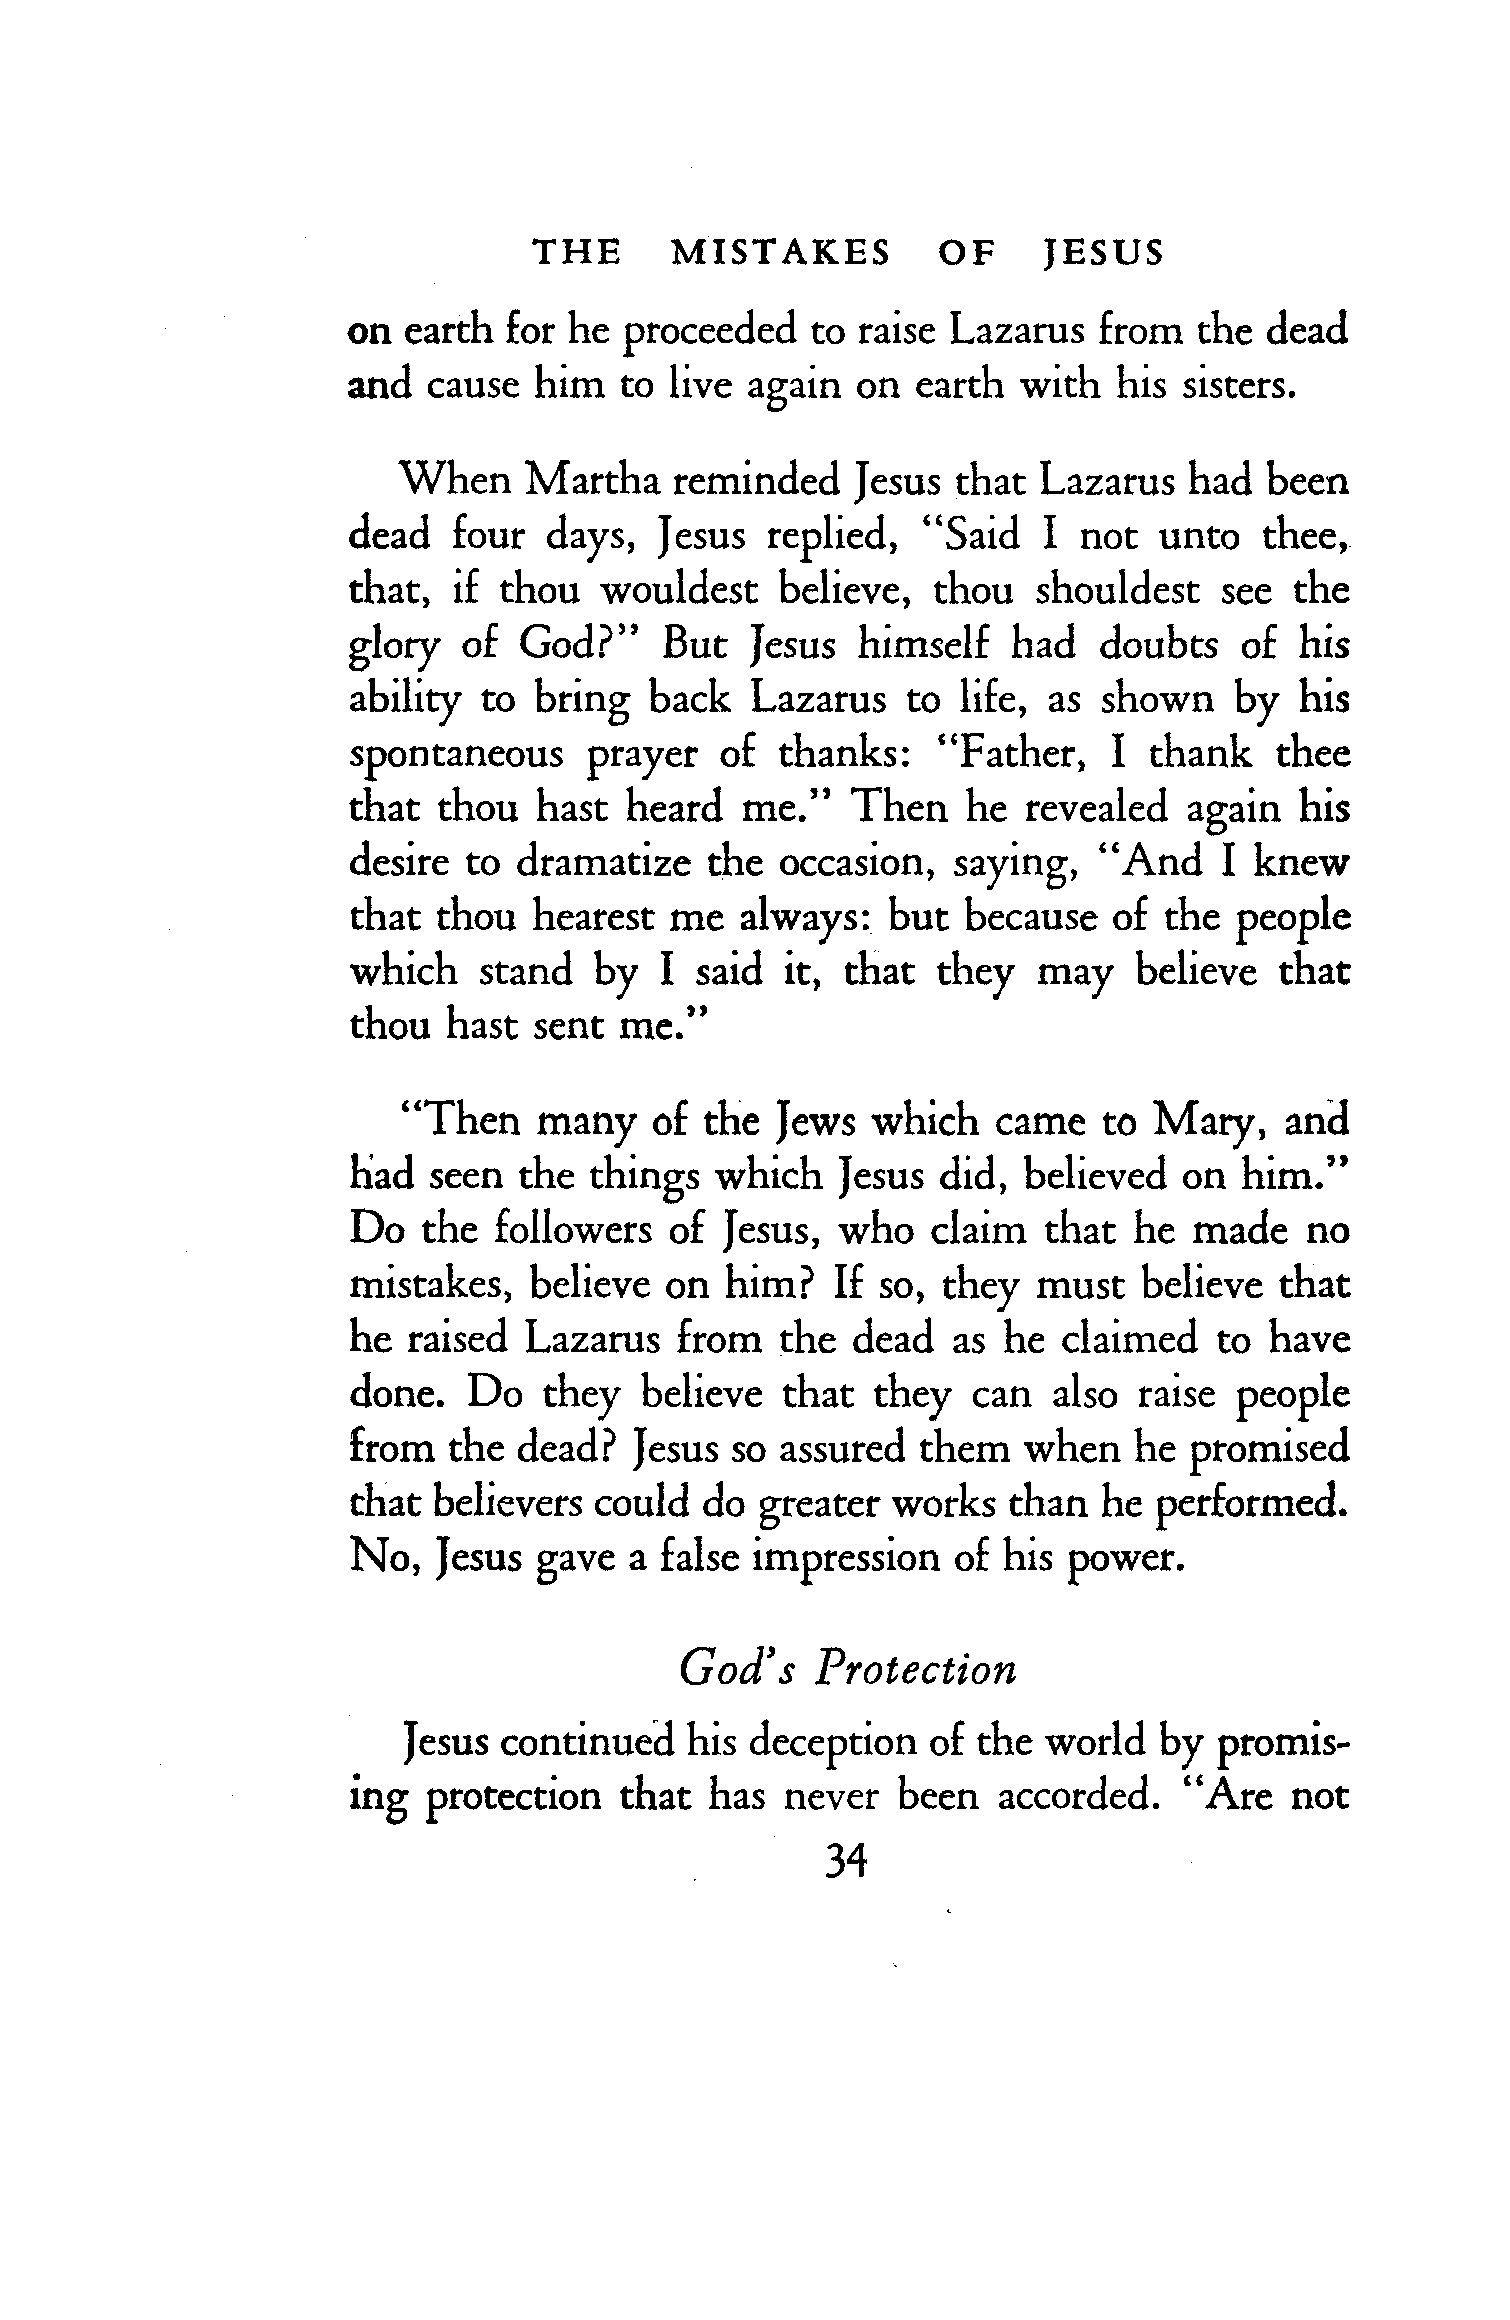 THE MISTAKES OF JESUS
on earth for he proceeded to raise Lazarus from the dead
and cause him to live again on earth with his sisters.
When Martha reminded Jesus that Lazarus had been
dead four days, Jesus replied, “Said I not unto thee,
that, if thou wouldest believe, thou shouldest see the
glory of God?” But Jesus himself had doubts of his
ability to bring back Lazarus to life, as shown by his
spontaneous prayer of thanks: “Father, I thank thee
that thou hast heard me.” Then he revealed again his
desire to dramatize the occasion, saying, “And I knew
that thou hearest me always: but because of the people
which stand by I said it, that they may believe that
thou hast sent me.”
“Then many of the Jews which came to Mary, and
had seen the things which Jesus did, believed on him.”
Do the followers of Jesus, who claim that he made no
mistakes, believe on him? If so, they must believe that
he raised Lazarus from the dead as he claimed to have
done. Do they believe that they can also raise people
from the dead? Jesus so assured them when he promised
that believers could do greater works than he performed.
No, Jesus gave a false impression of his power.
God's Protection
Jesus continued his deception of the world by promis-
ing protection that has never been accorded. “Are not
34